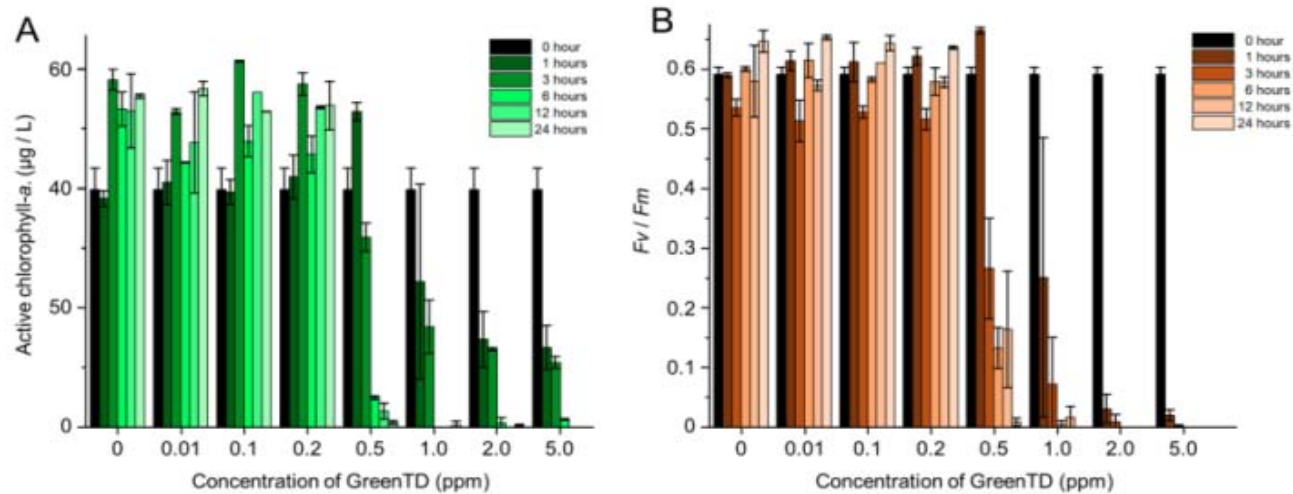 A
Active chlorophyll-a. (μg / L)
60
40
50
0
0 hour
1 hours
3 hours
6 hours
12 hours
24 hours
0 0.01 0.1 0.2 0.5 1.0 2.0 5.0
Concentration of GreenTD (ppm)
B
Fv / Fm
0.6
0.5
0.4
0.3
0.2
0.1
0
0 hour
1 hours
3 hours
6 hours
12 hours
24 hours
0 0.01 0.1 0.2 0.5 1.0 2.0 5.0
Concentration of GreenTD (ppm)